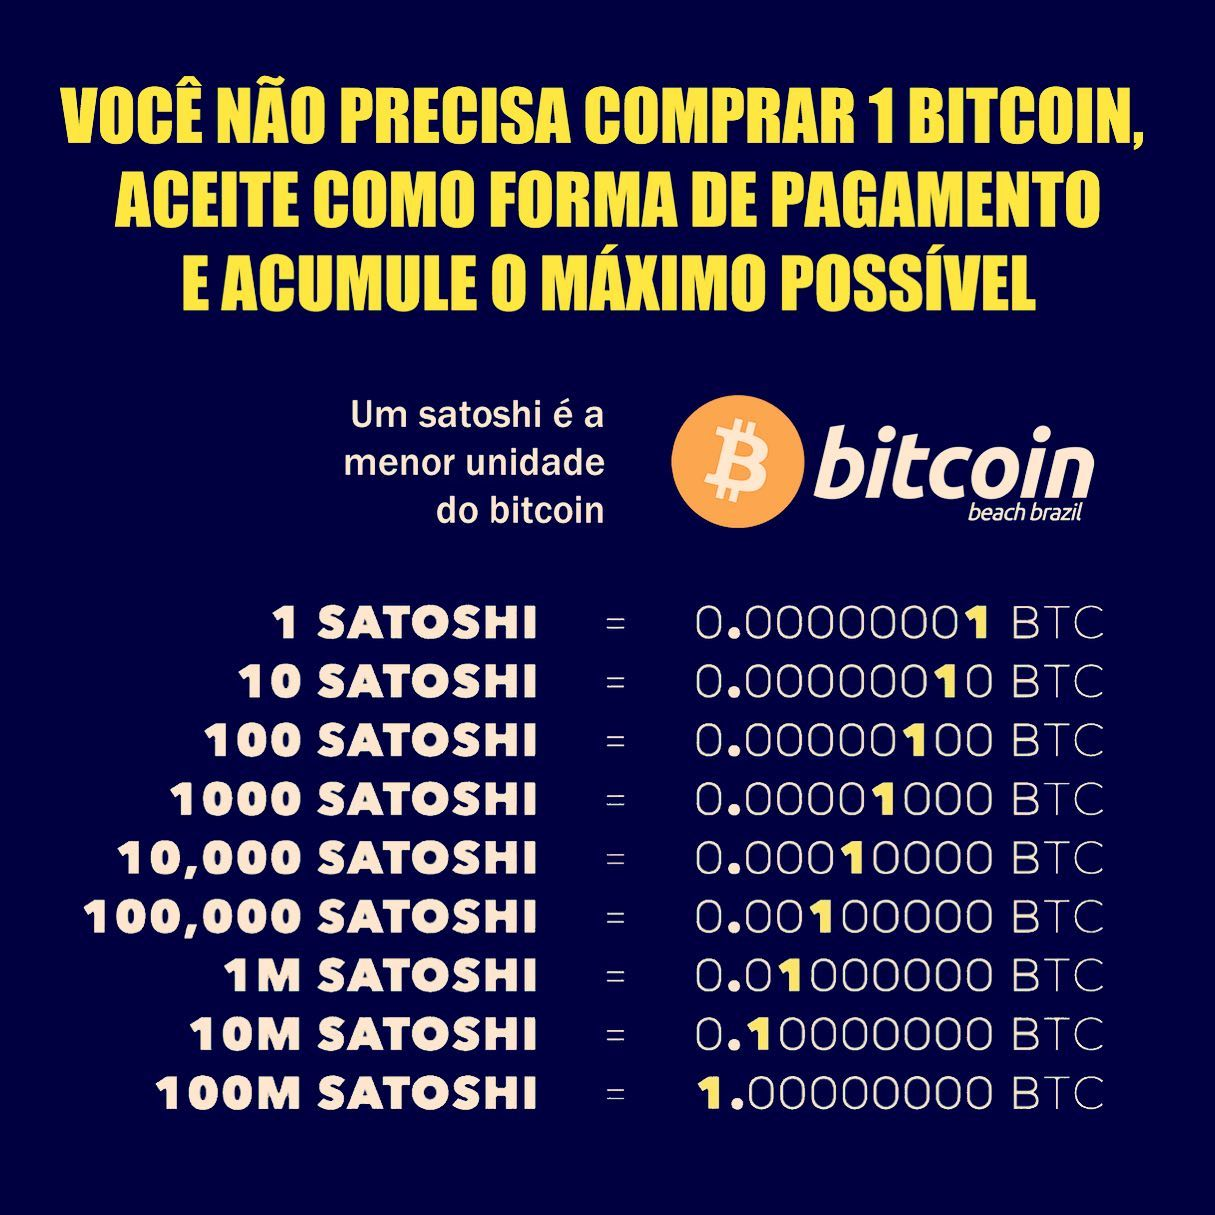 VOCÊ NÃO PRECISA COMPRAR 1 BITCOIN,
ACEITE COMO FORMA DE PAGAMENTO
E ACUMULE O MÁXIMO POSSÍVEL
Um satoshi é a
menor unidade
do bitcoin
bitcoin
beach brazil
1 SATOSHI = 0.00000001 BTC
10 SATOSHI = 0.00000010 BTC
100 SATOSHI = 0.00000100 BTC
1000 SATOSHI = 0.00001000 BTC
10,000 SATOSHI = 0.00010000 BTC
100,000 SATOSHI = 0.00100000 BTC
1M SATOSHI = 0.01000000 BTC
10M SATOSHI = 0.10000000 BTC
100M SATOSHI = 1.00000000 BTC